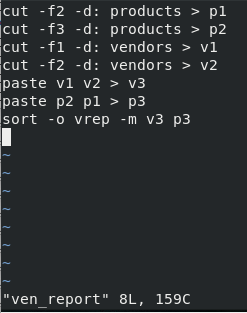 cut -f2 -d: products > p1
cut -f3 -d: products > p2
cut -f1 -d: vendors > v1
cut -f2 -d: vendors > v2
paste v1 v2 > v3
paste p2 p1 > p3
sort -o vrep -m v3 p3
~
~
~
~
~
~
~
~
"ven_report" 8L, 159C